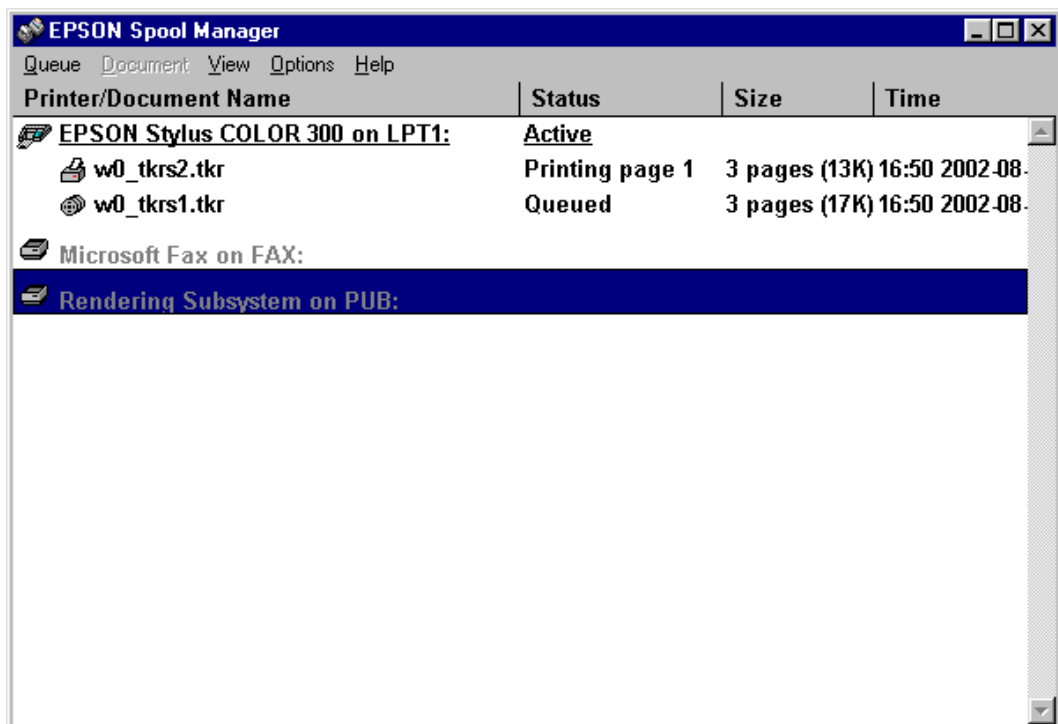 EPSON Spool Manager
Queue Document View Options Help
Printer/Document Name Status Size Time
EPSON Stylus COLOR 300 on LPT1: Active
w0_tkrs2.tkr Printing page 1 3 pages (13K) 16:50 2002-08-
w0_tkrs1.tkr Queued 3 pages (17K) 16:50 2002-08-
Microsoft Fax on FAX:
Rendering Subsystem on PUB: